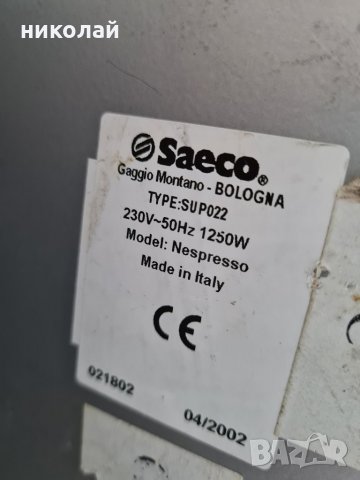 николай
Saeco®
Gaggio Montano - BOLOGNA
TYPE:SUP022
230V~50Hz 1250W
Model: Nespresso
Made in Italy
CE
021802
04/2002
BAZAR